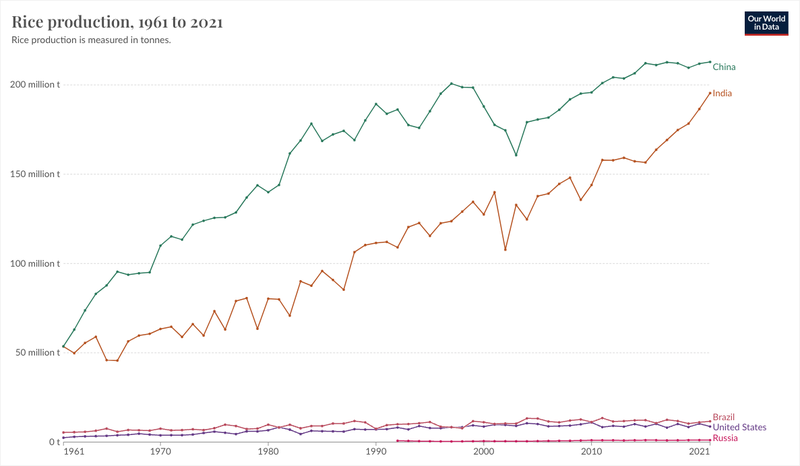 Rice production, 1961 to 2021
Rice production is measured in tonnes.
Our World
in Data
200 million t
150 million t
100 million t
50 million t
0 t
China
India
Brazil
United States
Russia
1961
1970
1980
1990
2000
2010
2021